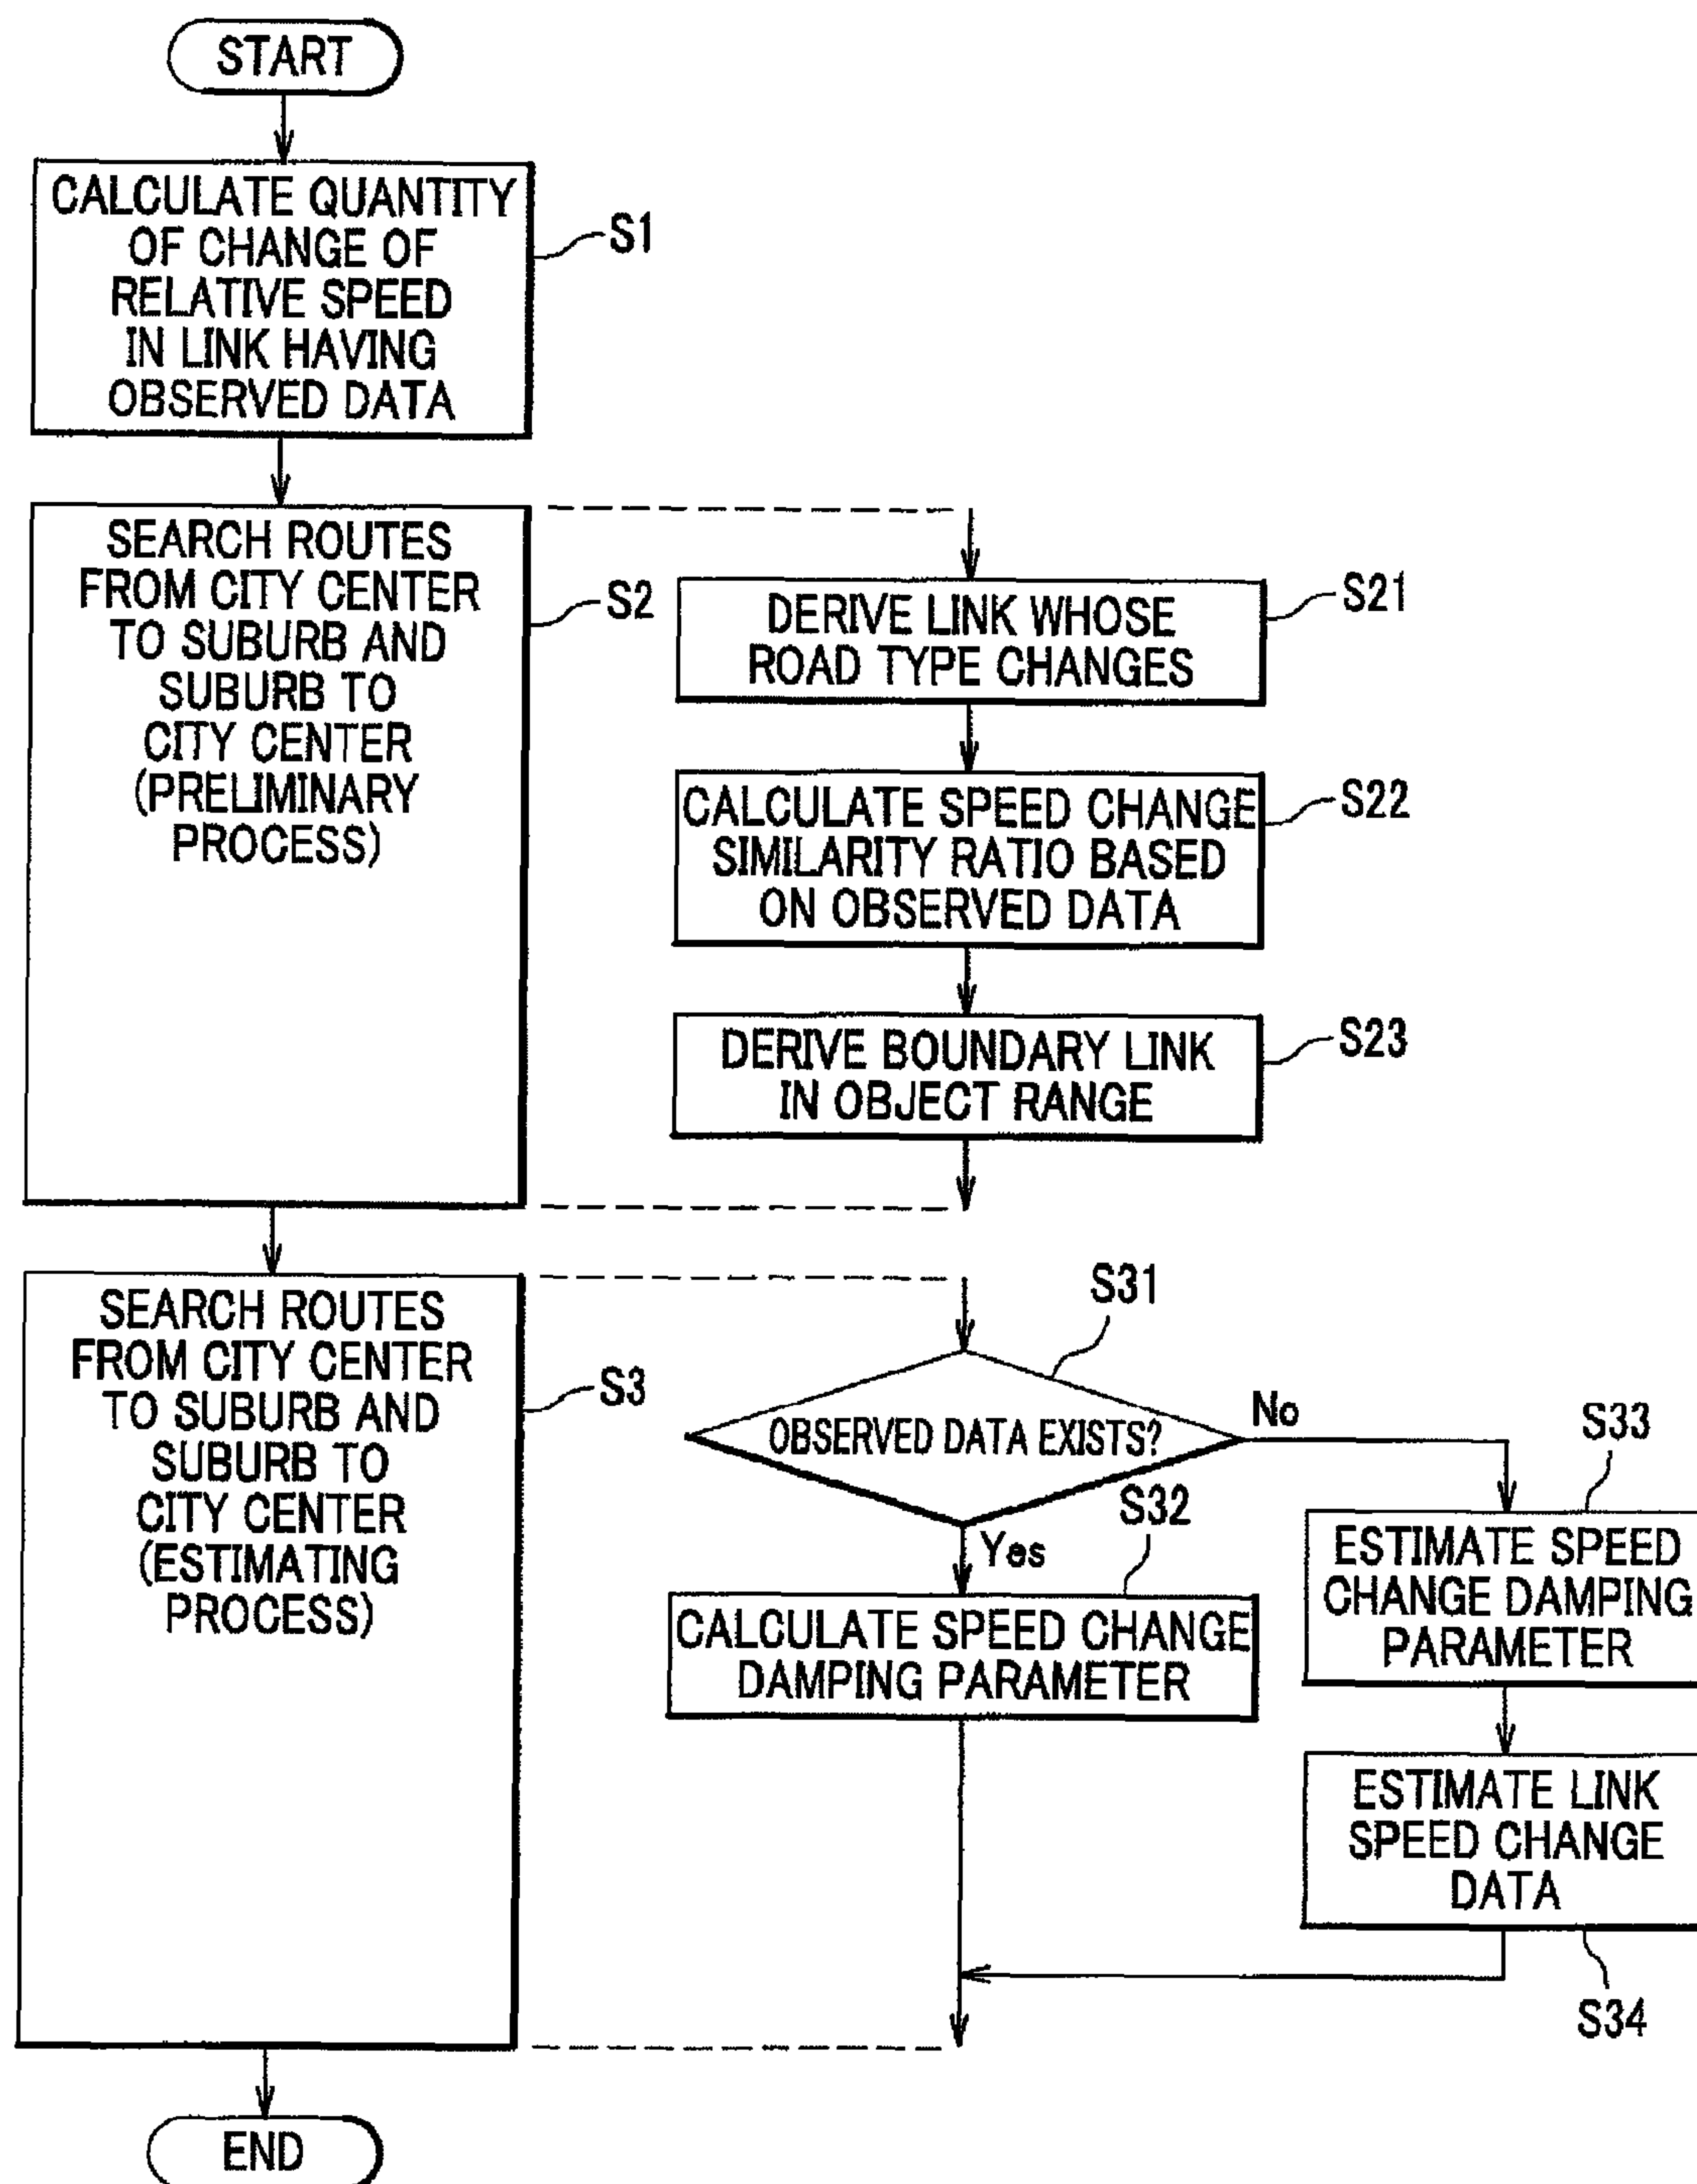 START
CALCULATE QUANTITY
OF CHANGE OF
RELATIVE SPEED
IN LINK HAVING
OBSERVED DATA
S1
SEARCH ROUTES
FROM CITY CENTER
TO SUBURB AND
SUBURB TO
CITY CENTER
(PRELIMINARY
PROCESS)
S2
DERIVE LINK WHOSE
ROAD TYPE CHANGES
S21
CALCULATE SPEED CHANGE
SIMILARITY RATIO BASED
ON OBSERVED DATA
S22
DERIVE BOUNDARY LINK
IN OBJECT RANGE
S23
SEARCH ROUTES
FROM CITY CENTER
TO SUBURB AND
SUBURB TO
CITY CENTER
(ESTIMATING
PROCESS)
S3
S31
OBSERVED DATA EXISTS?
No
Yes
S32
CALCULATE SPEED CHANGE
DAMPING PARAMETER
S33
ESTIMATE SPEED
CHANGE DAMPING
PARAMETER
ESTIMATE LINK
SPEED CHANGE
DATA
S34
END